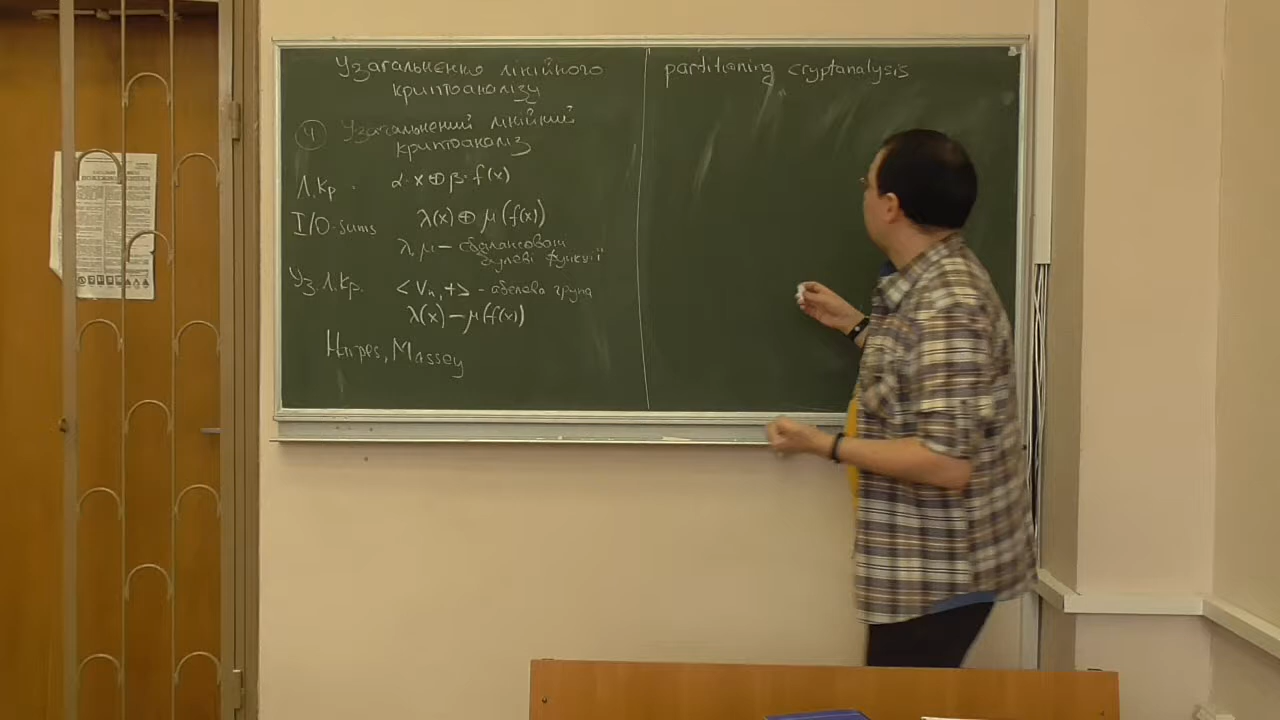 Узагальнення лінійного
криптоаналізу
④ Узагальнений лінійний
криптоаналіз
Л.кр. α·x⊕β·f(x)
I/O-sums λ(x) ⊕ μ(f(x))
λ, μ – збалансовані
булеві функції
Уз.Л.кр. <Vn, +> - абелева група
λ(x) – μ(f(x))
Harpes, Massey
partitioning cryptanalysis